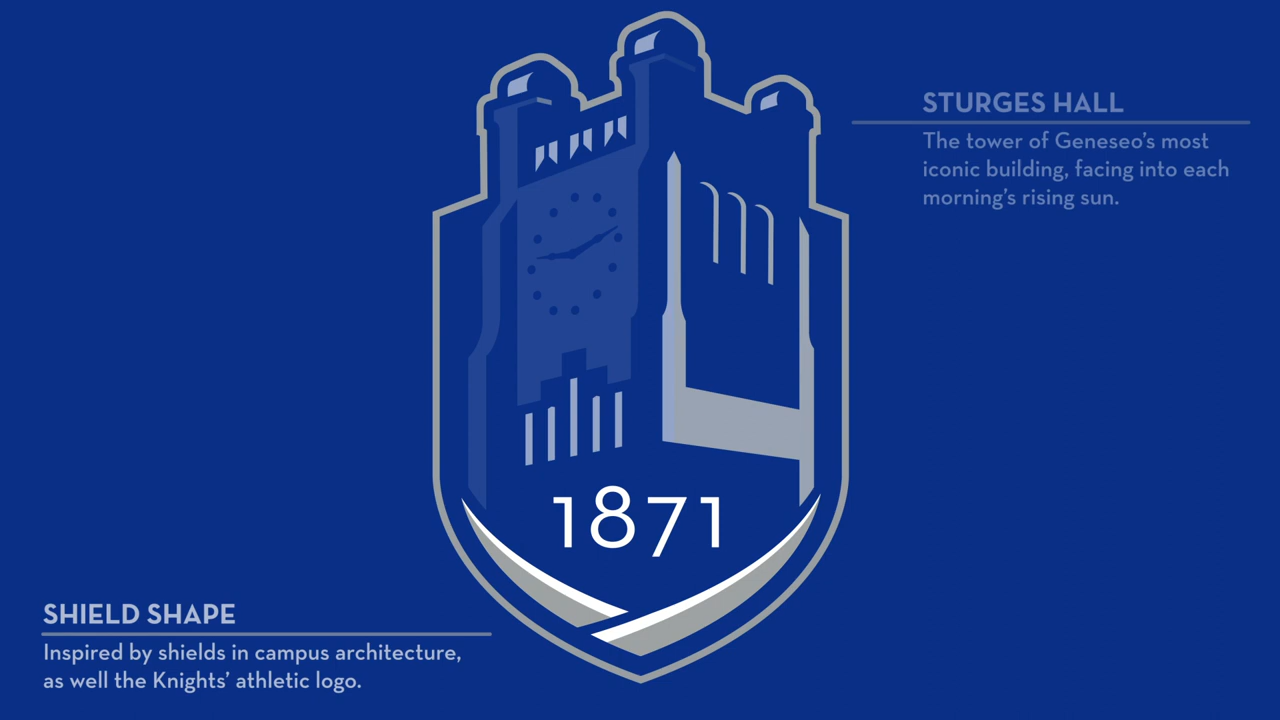 STURGES HALL
The tower of Geneseo's most
iconic building, facing into each
morning's rising sun.
1871
SHIELD SHAPE
Inspired by shields in campus architecture,
as well the Knights' athletic logo.